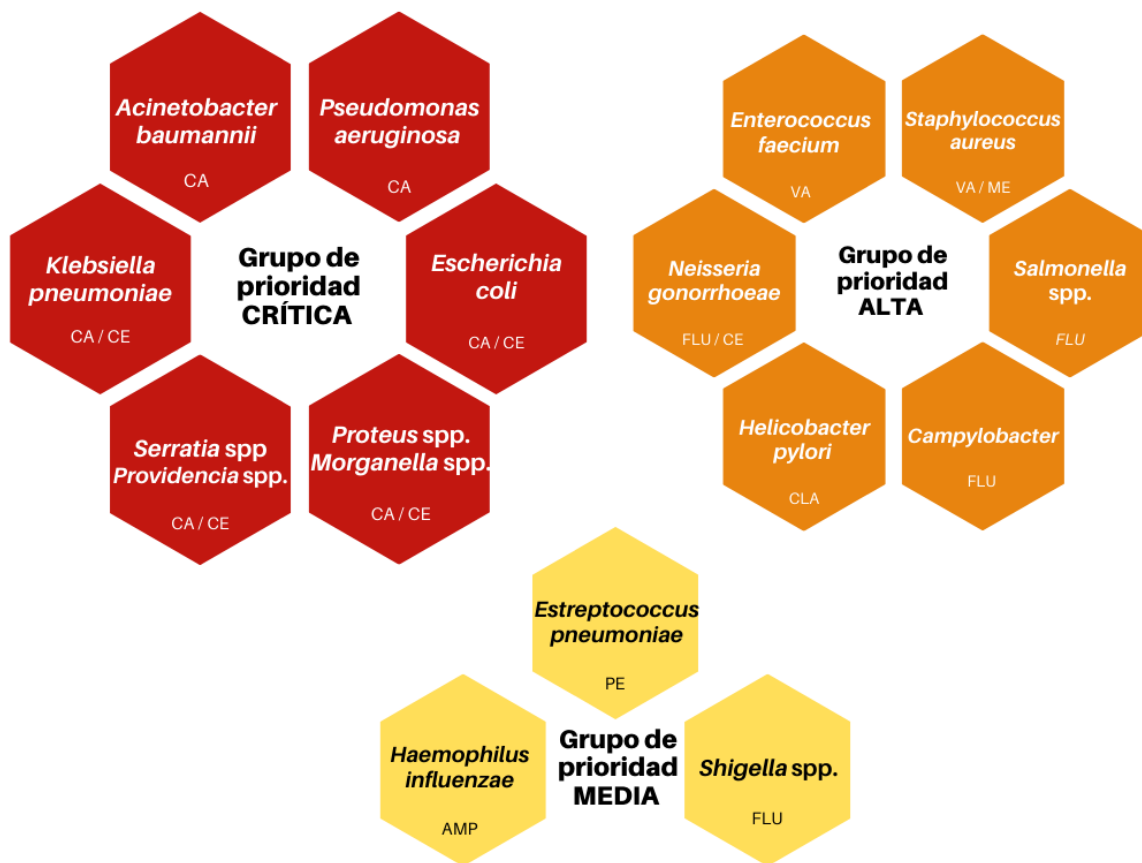 Acinetobacter
baumannii
CA
Pseudomonas
aeruginosa
CA
Klebsiella
pneumoniae
CA / CE
Grupo de
prioridad
CRÍTICA
Escherichia
coli
CA / CE
Serratia spp
Providencia spp.
CA / CE
Proteus spp.
Morganella spp.
CA / CE
Enterococcus
faecium
VA
Staphylococcus
aureus
VA / ME
Neisseria
gonorrhoeae
FLU / CE
Grupo de
prioridad
ALTA
Salmonella
spp.
FLU
Helicobacter
pylori
CLA
Campylobacter
FLU
Estreptococcus
pneumoniae
PE
Haemophilus
influenzae
AMP
Grupo de
prioridad
MEDIA
Shigella spp.
FLU